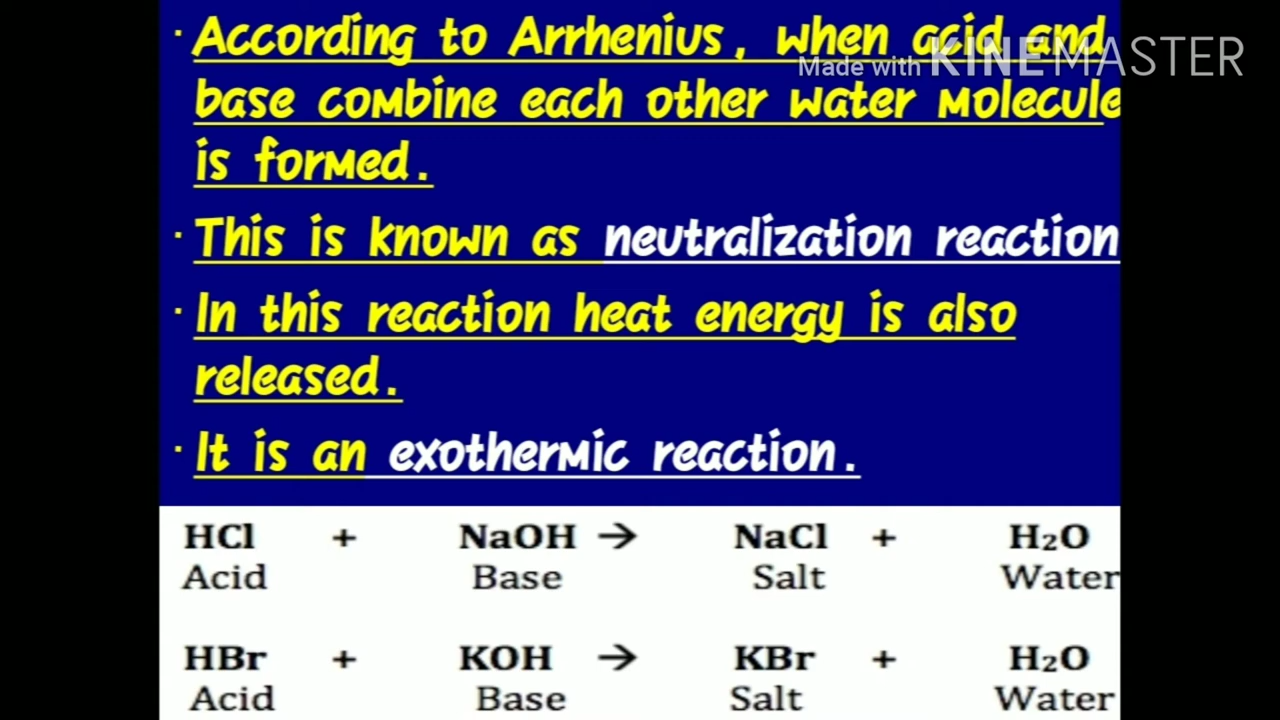 · According to Arrhenius, when acid and
Made with KINEMASTER
base combine each other water molecule
is formed.
· This is known as neutralization reaction
· In this reaction heat energy is also
released.
· It is an exothermic reaction.
HCl + NaOH → NaCl + H₂O
Acid Base Salt Water
HBr + KOH → KBr + H₂O
Acid Base Salt Water